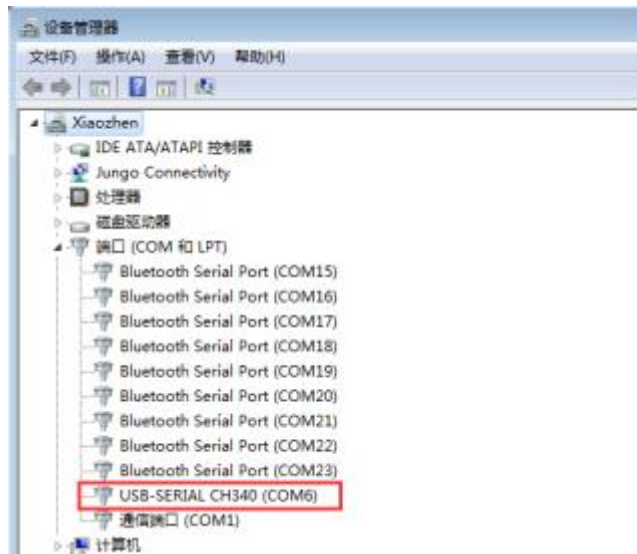 设备管理器
文件(F) 操作(A) 查看(V) 帮助(H)
Xiaozhen
IDE ATA/ATAPI 控制器
Jungo Connectivity
处理器
磁盘驱动器
端口 (COM 和 LPT)
Bluetooth Serial Port (COM15)
Bluetooth Serial Port (COM16)
Bluetooth Serial Port (COM17)
Bluetooth Serial Port (COM18)
Bluetooth Serial Port (COM19)
Bluetooth Serial Port (COM20)
Bluetooth Serial Port (COM21)
Bluetooth Serial Port (COM22)
Bluetooth Serial Port (COM23)
USB-SERIAL CH340 (COM6)
通信端口 (COM1)
计算机